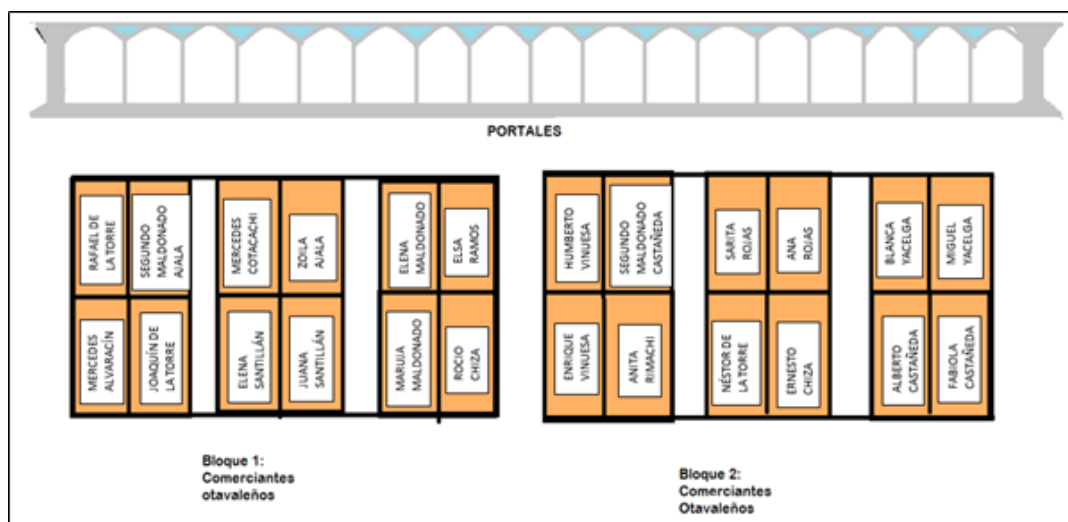 PORTALES
RAFAEL DE
LA TORRE
SEGUNDO
MALDONADO
AJALA
MERCEDES
COTACACHI
ZOILA
AJALA
ELENA
MALDONADO
ELSA
RAMOS
MERCEDES
ALVARACÍN
JOAQUÍN DE
LA TORRE
ELENA
SANTILLÁN
JUANA
SANTILLÁN
MARUJA
MALDONADO
ROCIO
CHIZA
HUMBERTO
VINUESA
SEGUNDO
MALDONADO
CASTAÑEDA
SARITA
ROJAS
ANA
ROJAS
BLANCA
YACELGA
MIGUEL
YACELGA
ENRIQUE
VINUESA
ANITA
RIMACHI
NÉSTOR DE
LA TORRE
ERNESTO
CHIZA
ALBERTO
CASTAÑEDA
FABIOLA
CASTAÑEDA
Bloque 1:
Comerciantes
otavaleños
Bloque 2:
Comerciantes
Otavaleños